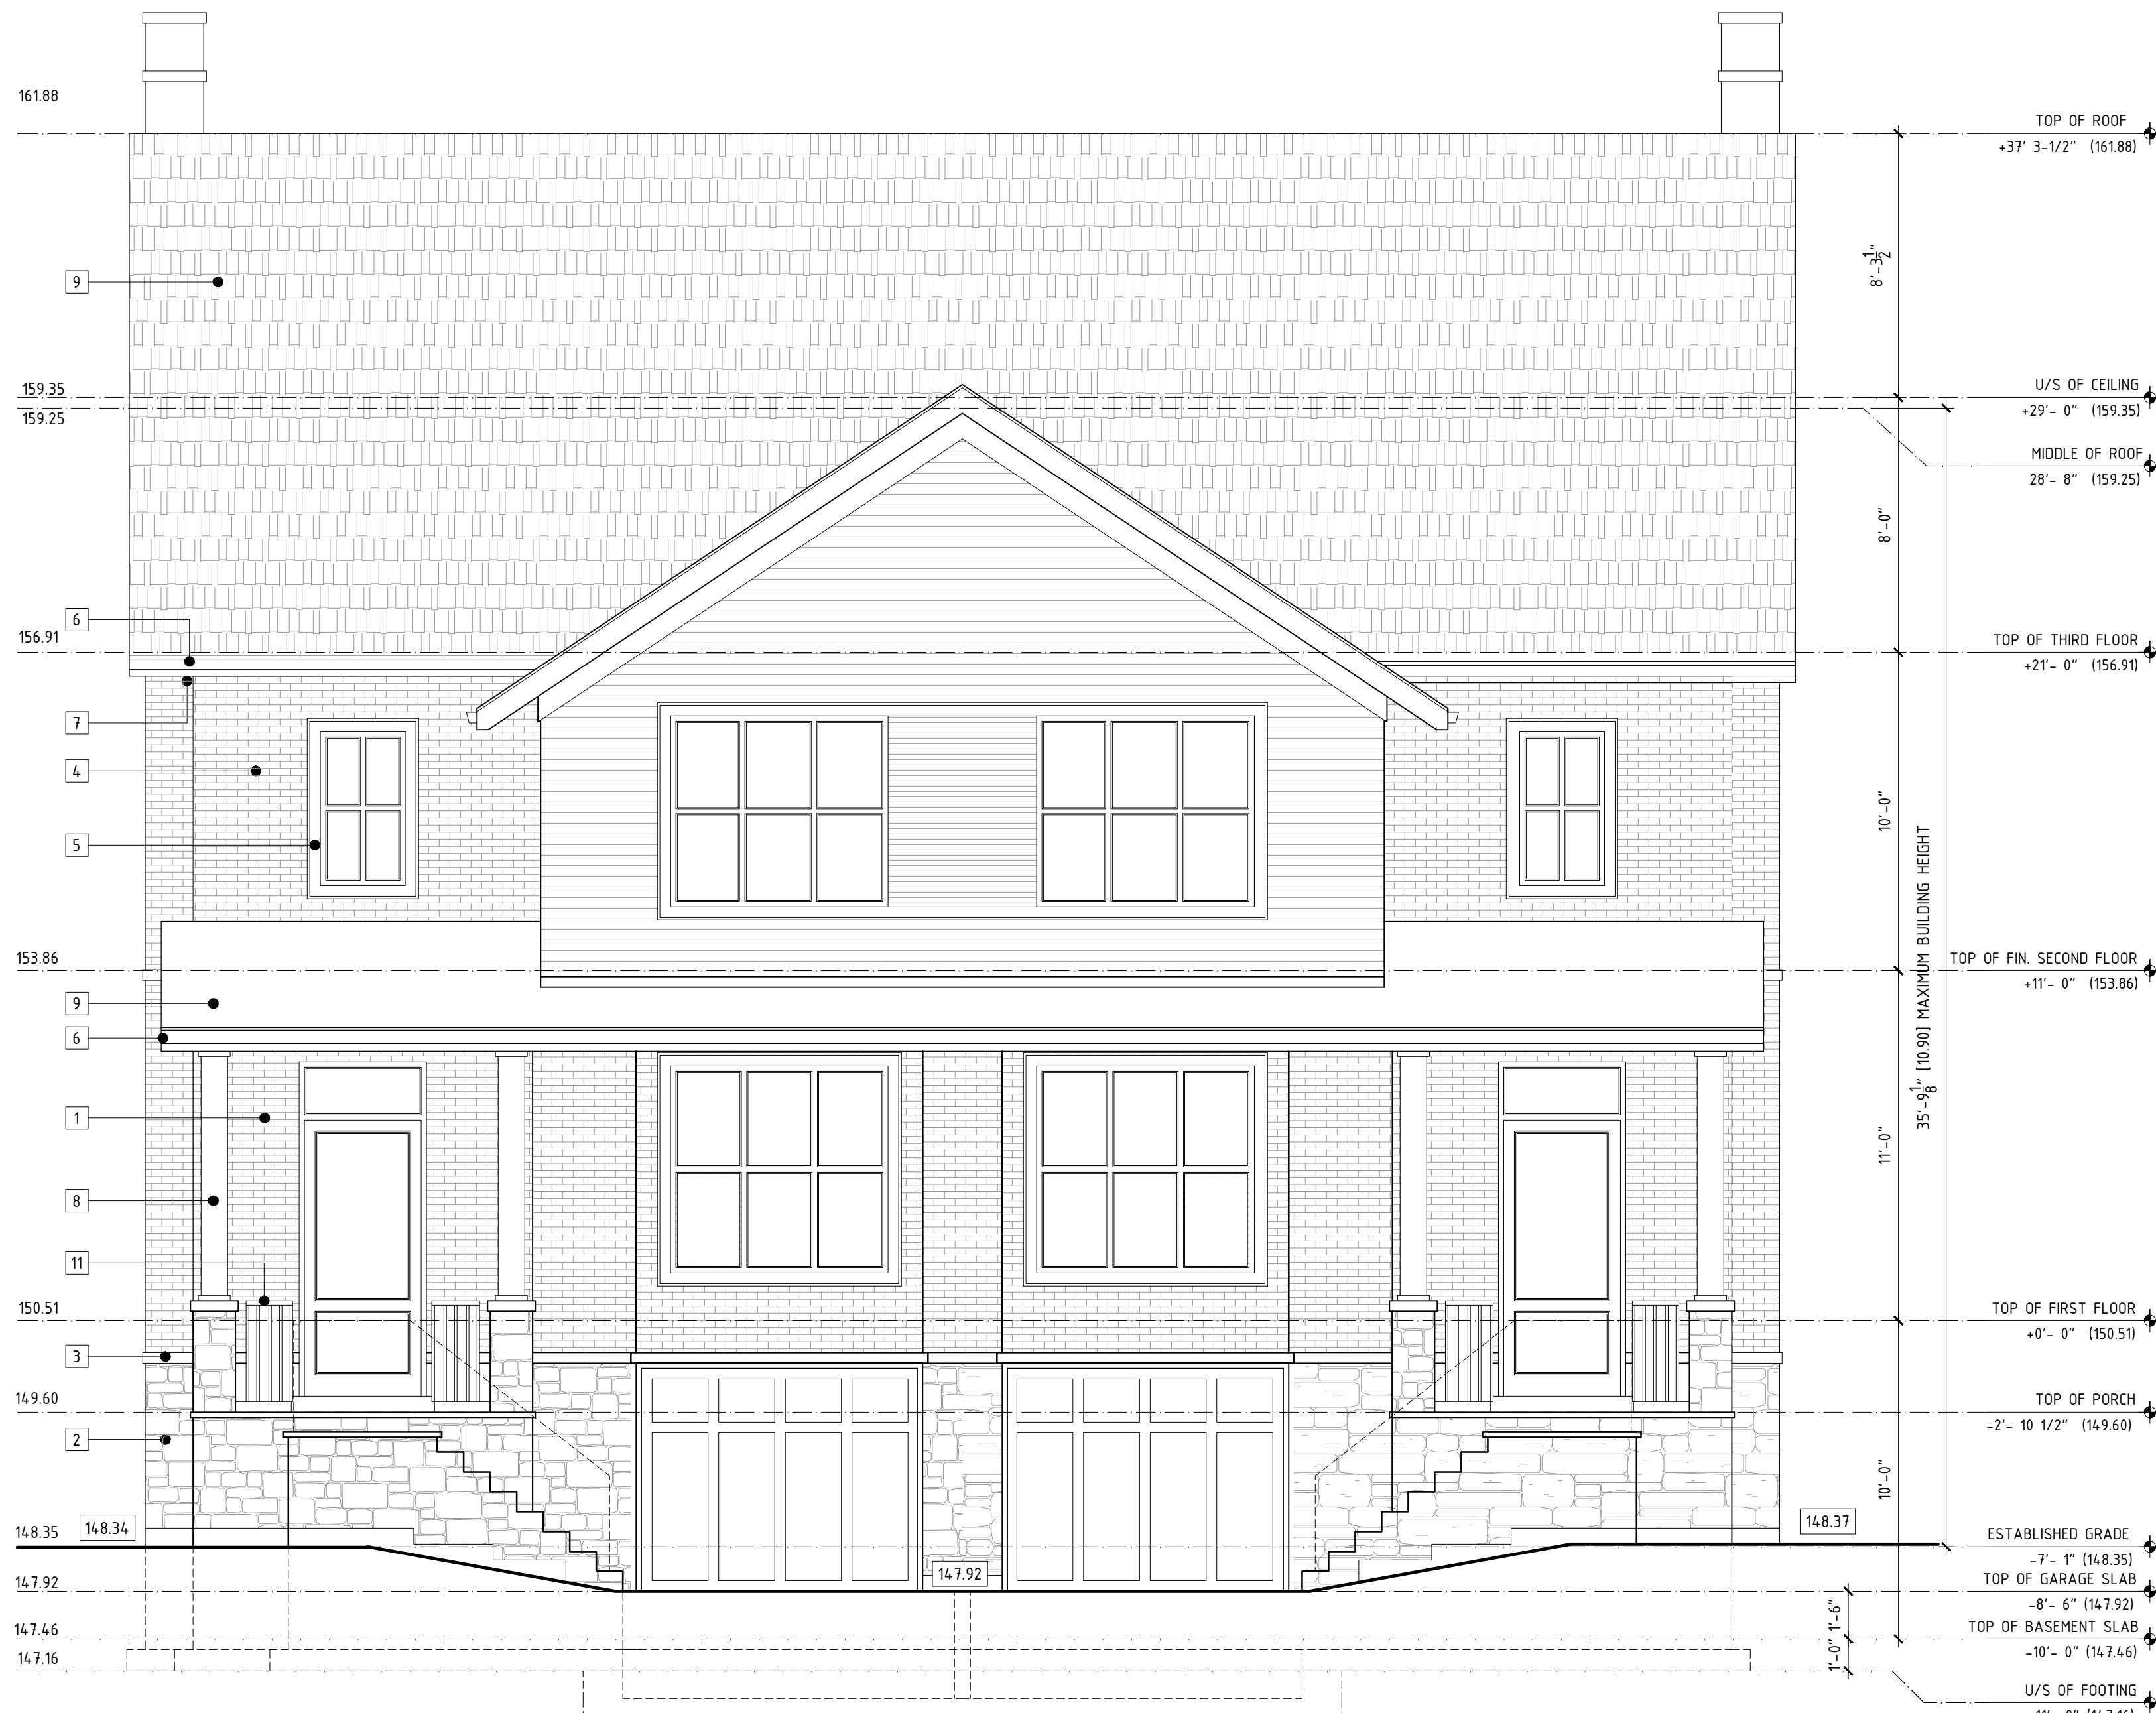 161.88
TOP OF ROOF
+37' 3-1/2" (161.88)
9
8'-3 1/2"
159.35
159.25
U/S OF CEILING
+29'- 0" (159.35)
MIDDLE OF ROOF
28'- 8" (159.25)
8'-0"
6
156.91
TOP OF THIRD FLOOR
+21'- 0" (156.91)
7
4
5
10'-0"
35'-9 1/8" [10.90] MAXIMUM BUILDING HEIGHT
153.86
TOP OF FIN. SECOND FLOOR
+11'- 0" (153.86)
9
6
1
8
11
11'-0"
150.51
TOP OF FIRST FLOOR
+0'- 0" (150.51)
3
149.60
TOP OF PORCH
-2'- 10 1/2" (149.60)
2
10'-0"
148.35
148.34
148.37
ESTABLISHED GRADE
-7'- 1" (148.35)
147.92
147.92
TOP OF GARAGE SLAB
-8'- 6" (147.92)
1'-6"
147.46
TOP OF BASEMENT SLAB
-10'- 0" (147.46)
1'-0"
147.16
U/S OF FOOTING